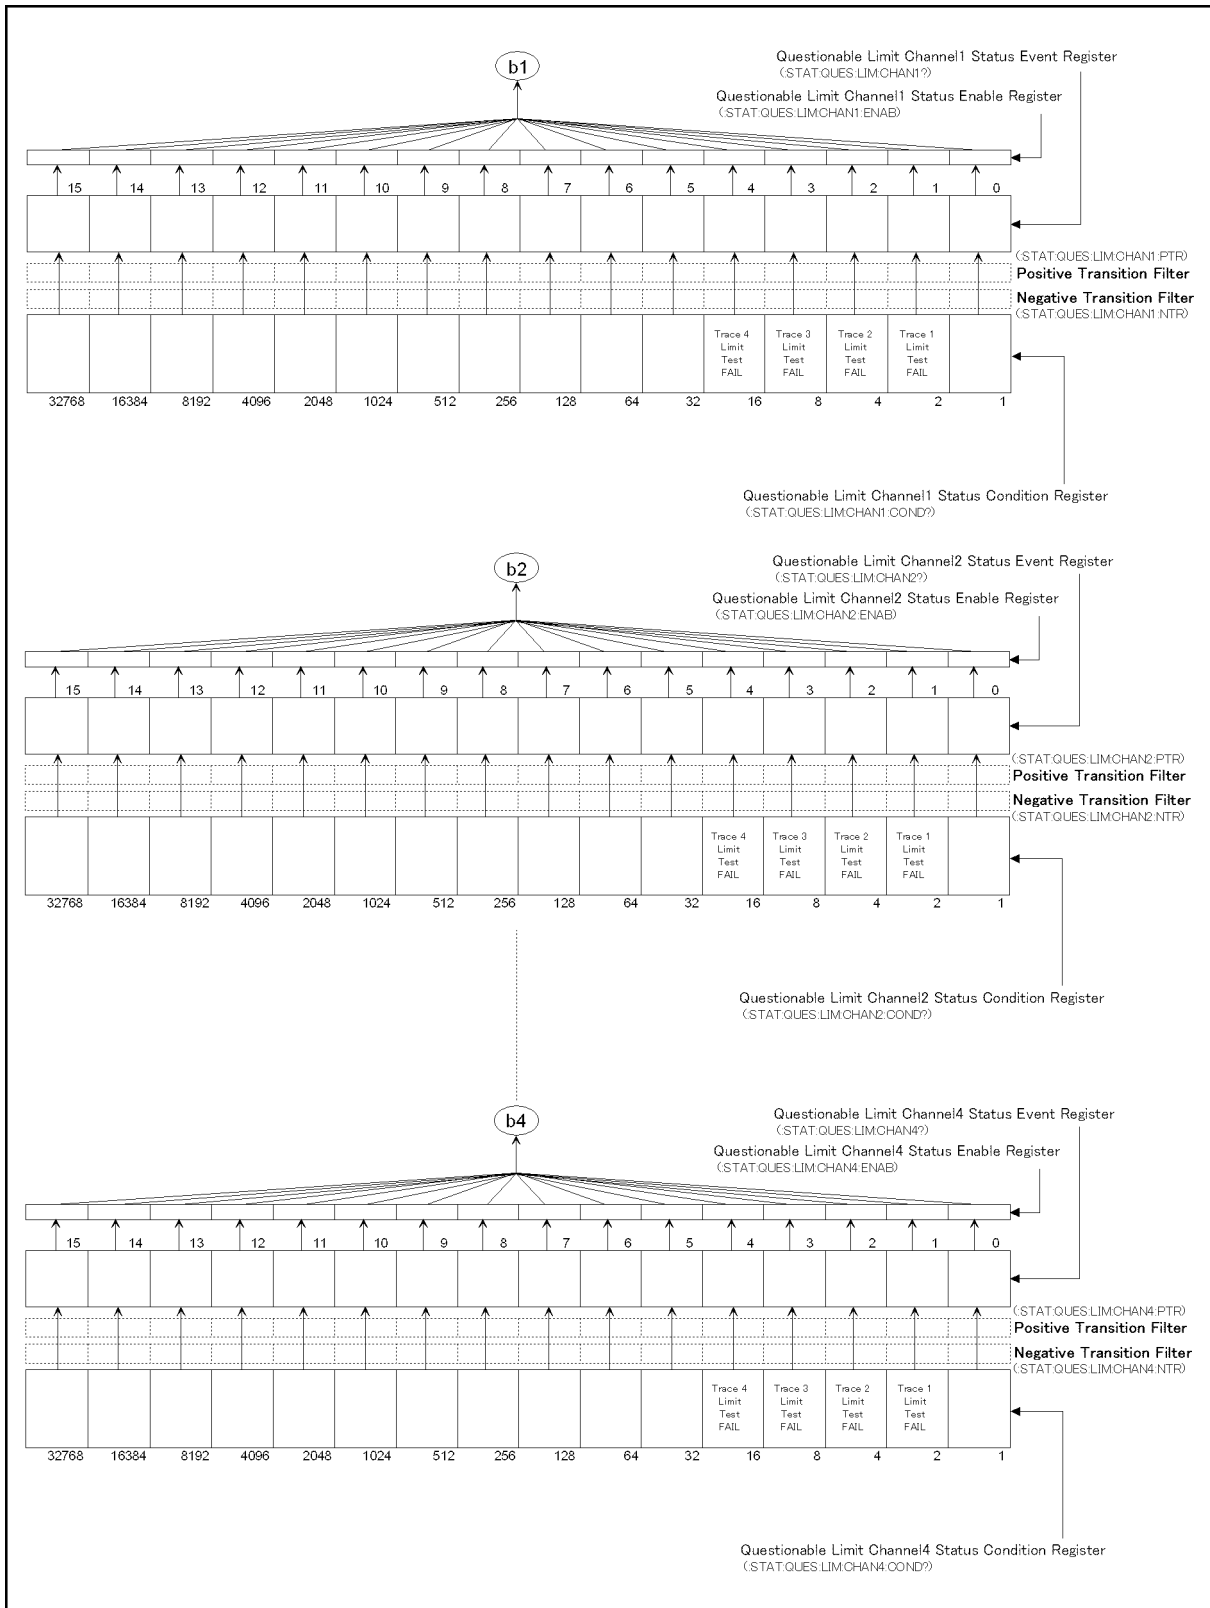 b1
Questionable Limit Channel1 Status Event Register
(:STAT:QUES:LIM:CHAN1?)
Questionable Limit Channel1 Status Enable Register
(:STAT:QUES:LIM:CHAN1:ENAB)
15 14 13 12 11 10 9 8 7 6 5 4 3 2 1 0
(:STAT:QUES:LIM:CHAN1:PTR)
Positive Transition Filter
Negative Transition Filter
(:STAT:QUES:LIM:CHAN1:NTR)
Trace 4 Trace 3 Trace 2 Trace 1
Limit Limit Limit Limit
Test Test Test Test
FAIL FAIL FAIL FAIL
32768 16384 8192 4096 2048 1024 512 256 128 64 32 16 8 4 2 1
Questionable Limit Channel1 Status Condition Register
(:STAT:QUES:LIM:CHAN1:COND?)
b2
Questionable Limit Channel2 Status Event Register
(:STAT:QUES:LIM:CHAN2?)
Questionable Limit Channel2 Status Enable Register
(:STAT:QUES:LIM:CHAN2:ENAB)
15 14 13 12 11 10 9 8 7 6 5 4 3 2 1 0
(:STAT:QUES:LIM:CHAN2:PTR)
Positive Transition Filter
Negative Transition Filter
(:STAT:QUES:LIM:CHAN2:NTR)
Trace 4 Trace 3 Trace 2 Trace 1
Limit Limit Limit Limit
Test Test Test Test
FAIL FAIL FAIL FAIL
32768 16384 8192 4096 2048 1024 512 256 128 64 32 16 8 4 2 1
Questionable Limit Channel2 Status Condition Register
(:STAT:QUES:LIM:CHAN2:COND?)
b4
Questionable Limit Channel4 Status Event Register
(:STAT:QUES:LIM:CHAN4?)
Questionable Limit Channel4 Status Enable Register
(:STAT:QUES:LIM:CHAN4:ENAB)
15 14 13 12 11 10 9 8 7 6 5 4 3 2 1 0
(:STAT:QUES:LIM:CHAN4:PTR)
Positive Transition Filter
Negative Transition Filter
(:STAT:QUES:LIM:CHAN4:NTR)
Trace 4 Trace 3 Trace 2 Trace 1
Limit Limit Limit Limit
Test Test Test Test
FAIL FAIL FAIL FAIL
32768 16384 8192 4096 2048 1024 512 256 128 64 32 16 8 4 2 1
Questionable Limit Channel4 Status Condition Register
(:STAT:QUES:LIM:CHAN4:COND?)